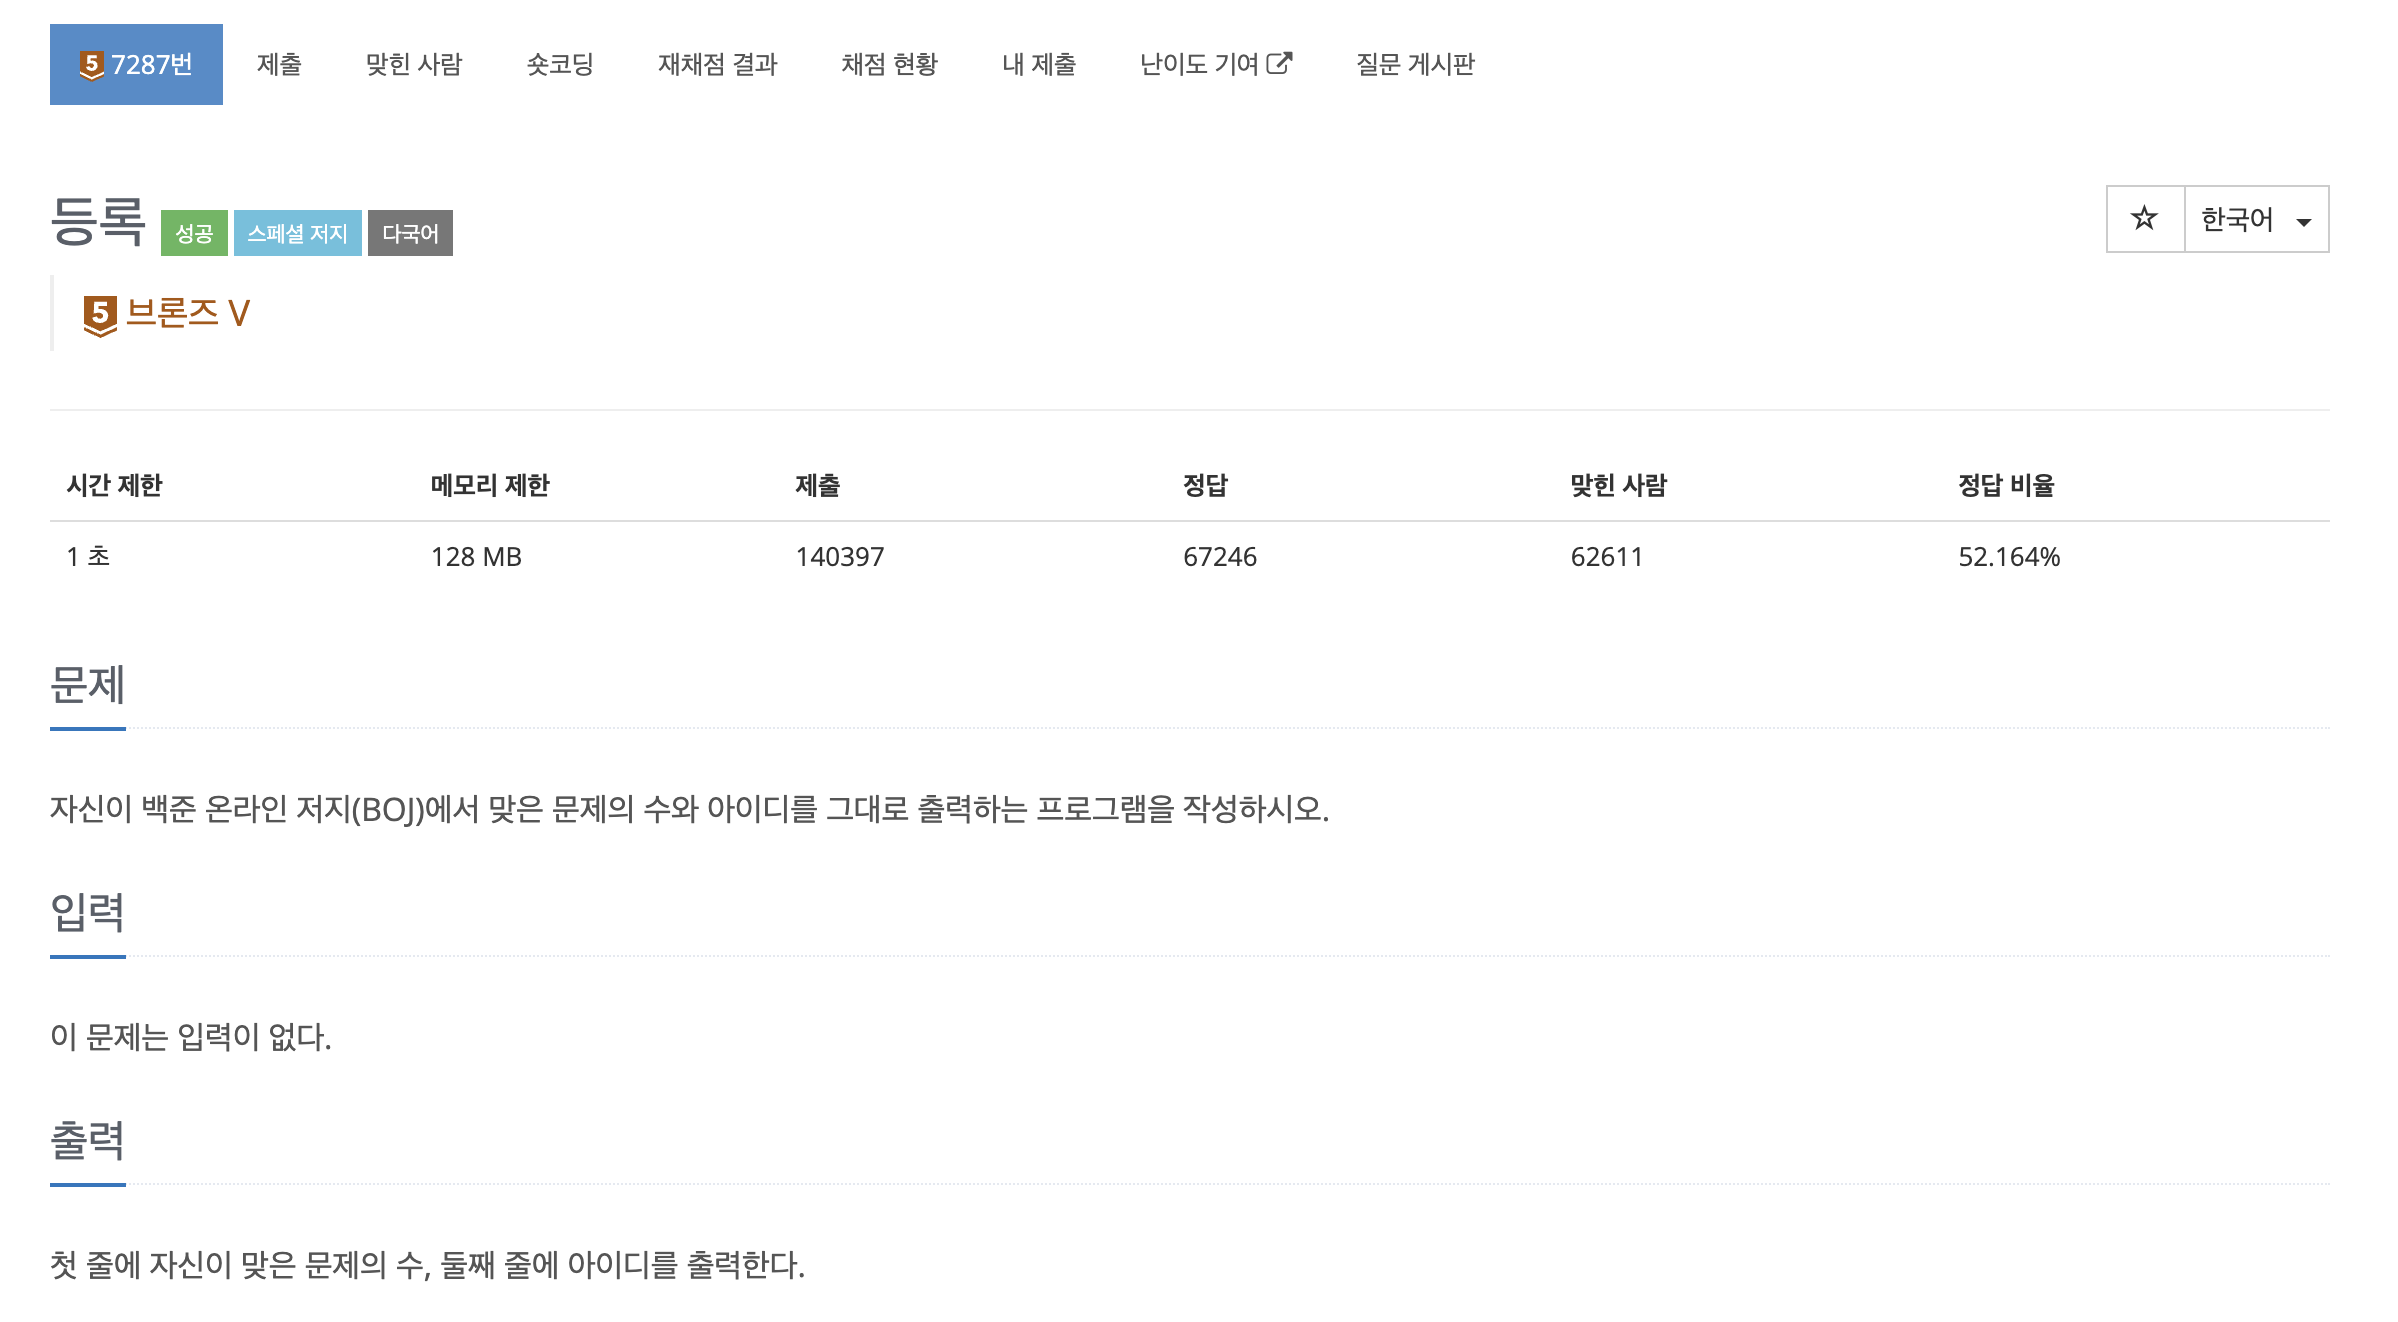 5 7287번 제출 맞힌 사람 숏코딩 재채점 결과 채점 현황 내 제출 난이도 기여 질문 게시판
등록 성공 스페셜 저지 다국어 ☆ 한국어
5 브론즈 V
시간 제한 메모리 제한 제출 정답 맞힌 사람 정답 비율
1 초 128 MB 140397 67246 62611 52.164%
문제
자신이 백준 온라인 저지(BOJ)에서 맞은 문제의 수와 아이디를 그대로 출력하는 프로그램을 작성하시오.
입력
이 문제는 입력이 없다.
출력
첫 줄에 자신이 맞은 문제의 수, 둘째 줄에 아이디를 출력한다.